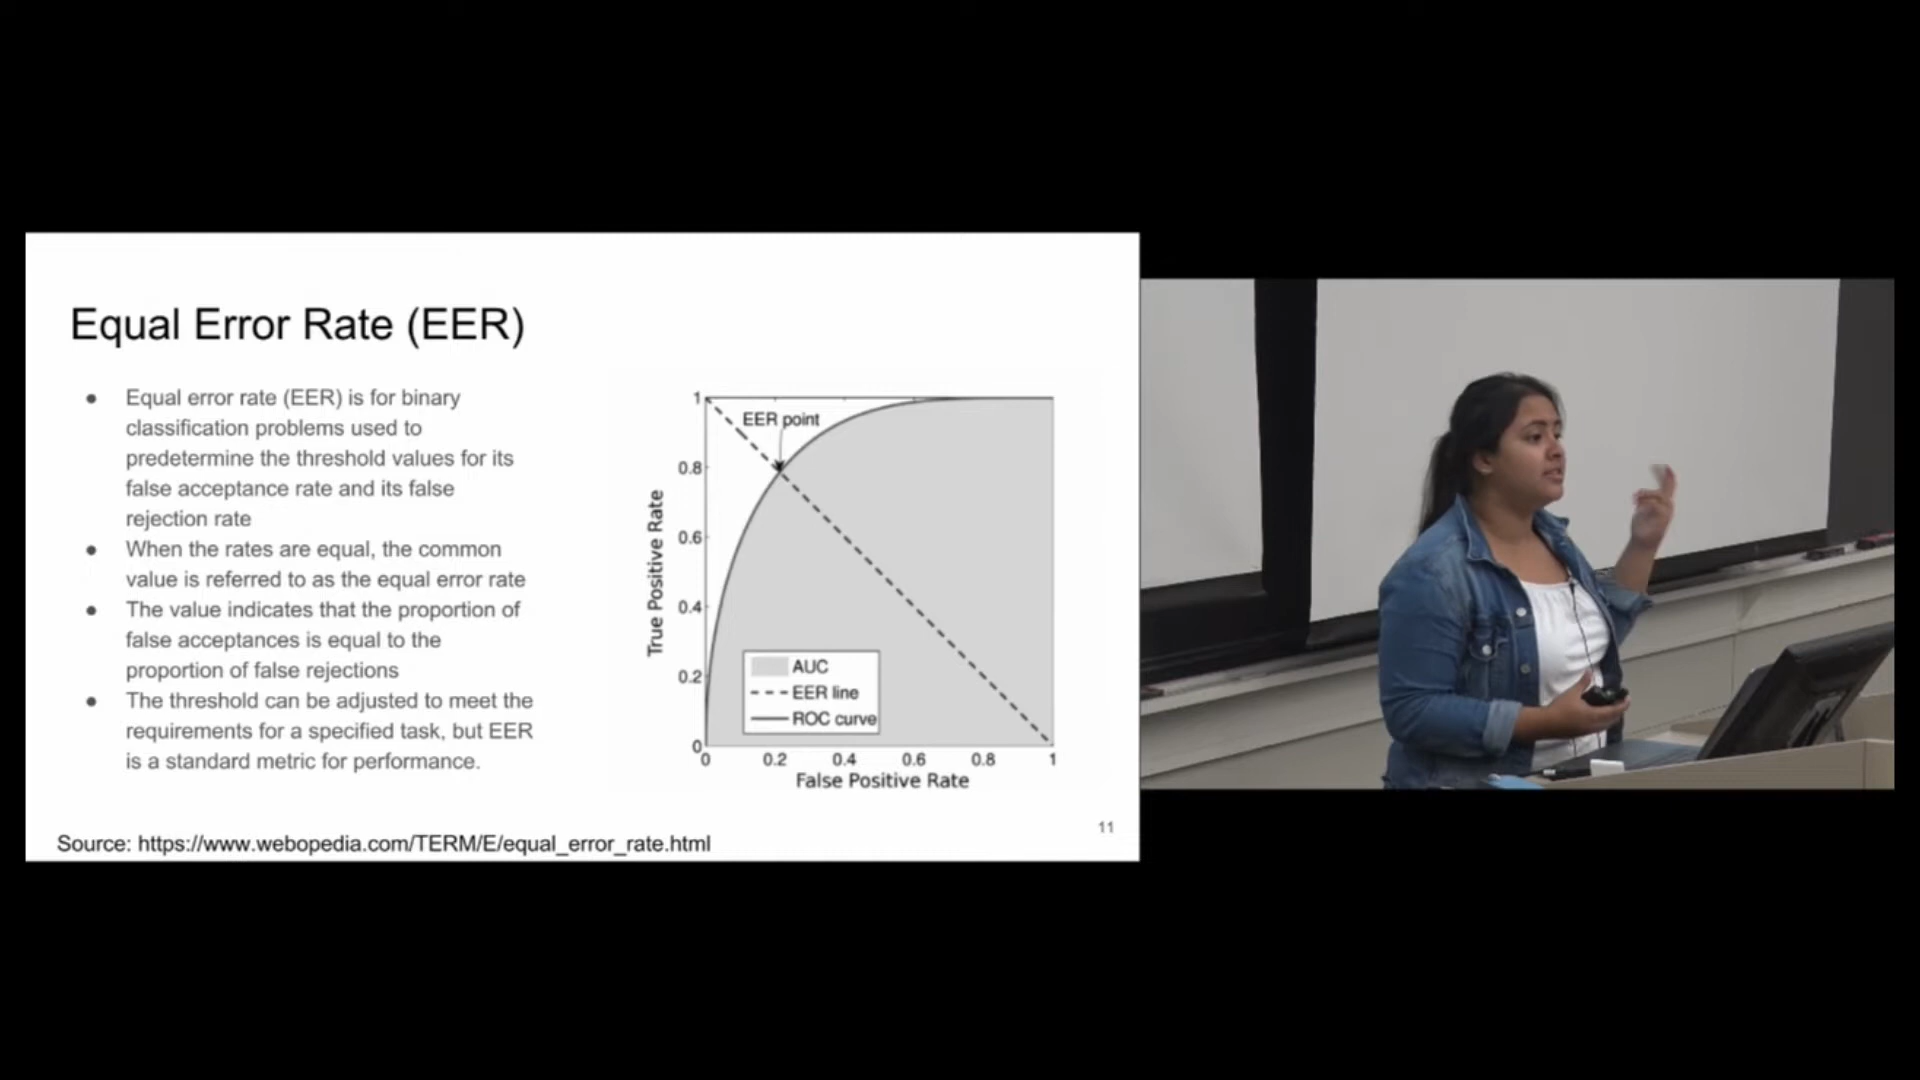 Equal Error Rate (EER)
● Equal error rate (EER) is for binary
classification problems used to
predetermine the threshold values for its
false acceptance rate and its false
rejection rate
● When the rates are equal, the common
value is referred to as the equal error rate
● The value indicates that the proportion of
false acceptances is equal to the
proportion of false rejections
● The threshold can be adjusted to meet the
requirements for a specified task, but EER
is a standard metric for performance.
1
EER point
0.8
0.6
0.4
0.2
0
True Positive Rate
AUC
EER line
ROC curve
0 0.2 0.4 0.6 0.8 1
False Positive Rate
11
Source: https://www.webopedia.com/TERM/E/equal_error_rate.html